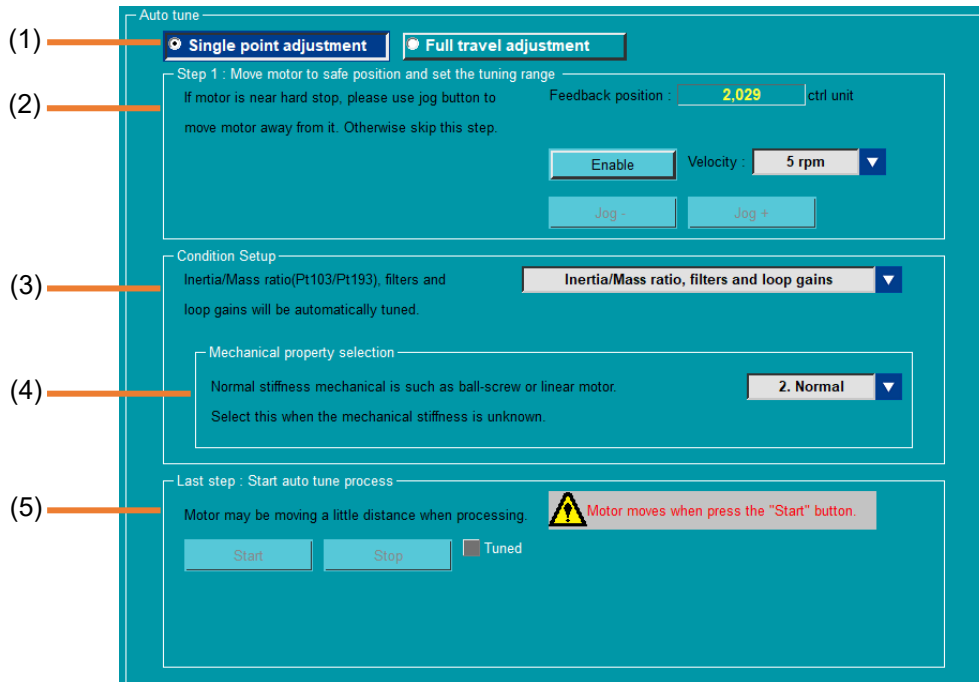 Auto tune
(1)
Single point adjustment
Full travel adjustment
Step 1 : Move motor to safe position and set the tuning range
(2)
If motor is near hard stop, please use jog button to
move motor away from it. Otherwise skip this step.
Feedback position :
2,029
ctrl unit
Enable
Velocity :
5 rpm
Jog -
Jog +
Condition Setup
(3)
Inertia/Mass ratio(Pt103/Pt193), filters and
loop gains will be automatically tuned.
Inertia/Mass ratio, filters and loop gains
Mechanical property selection
(4)
Normal stiffness mechanical is such as ball-screw or linear motor.
Select this when the mechanical stiffness is unknown.
2. Normal
Last step : Start auto tune process
(5)
Motor may be moving a little distance when processing.
Motor moves when press the "Start" button.
Start
Stop
Tuned